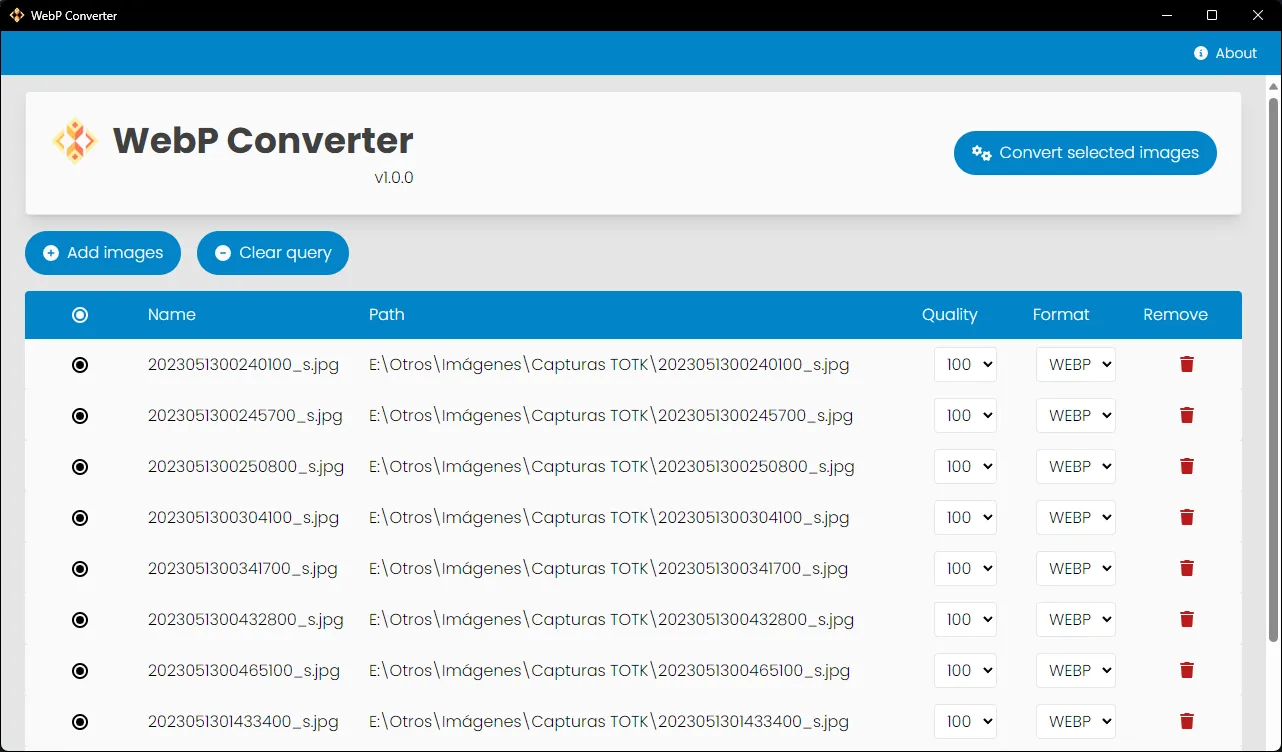 WebP Converter
About
WebP Converter
v1.0.0
Convert selected images
Add images Clear query
Name Path Quality Format Remove
2023051300240100_s.jpg E:\Otros\Imágenes\Capturas TOTK\2023051300240100_s.jpg 100 WEBP
2023051300245700_s.jpg E:\Otros\Imágenes\Capturas TOTK\2023051300245700_s.jpg 100 WEBP
2023051300250800_s.jpg E:\Otros\Imágenes\Capturas TOTK\2023051300250800_s.jpg 100 WEBP
2023051300304100_s.jpg E:\Otros\Imágenes\Capturas TOTK\2023051300304100_s.jpg 100 WEBP
2023051300341700_s.jpg E:\Otros\Imágenes\Capturas TOTK\2023051300341700_s.jpg 100 WEBP
2023051300432800_s.jpg E:\Otros\Imágenes\Capturas TOTK\2023051300432800_s.jpg 100 WEBP
2023051300465100_s.jpg E:\Otros\Imágenes\Capturas TOTK\2023051300465100_s.jpg 100 WEBP
2023051301433400_s.jpg E:\Otros\Imágenes\Capturas TOTK\2023051301433400_s.jpg 100 WEBP